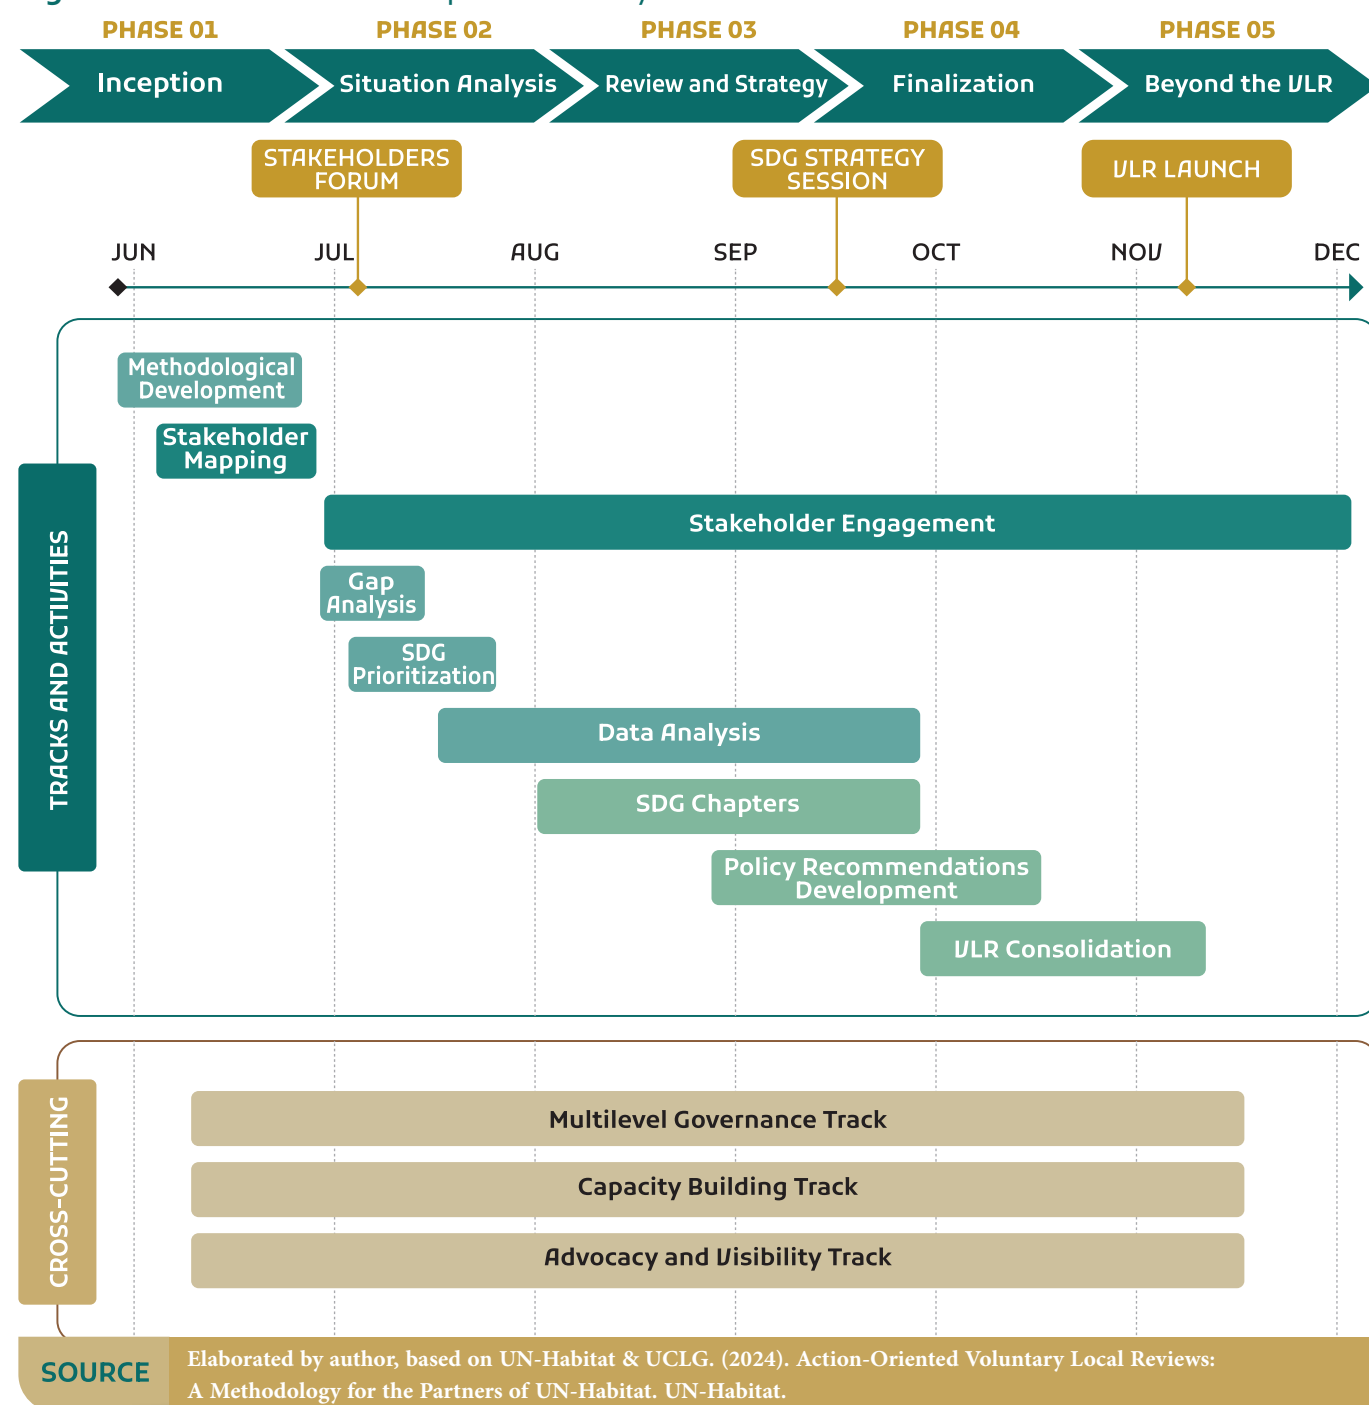 PHASE 01
PHASE 02
PHASE 03
PHASE 04
PHASE 05
Inception
Situation Analysis
Review and Strategy
Finalization
Beyond the VLR
STAKEHOLDERS
FORUM
SDG STRATEGY
SESSION
VLR LAUNCH
JUN
JUL
AUG
SEP
OCT
NOV
DEC
TRACKS AND ACTIVITIES
Methodological
Development
Stakeholder
Mapping
Stakeholder Engagement
Gap
Analysis
SDG
Prioritization
Data Analysis
SDG Chapters
Policy Recommendations
Development
VLR Consolidation
CROSS-CUTTING
Multilevel Governance Track
Capacity Building Track
Advocacy and Visibility Track
SOURCE
Elaborated by author, based on UN-Habitat & UCLG. (2024). Action-Oriented Voluntary Local Reviews:
A Methodology for the Partners of UN-Habitat. UN-Habitat.